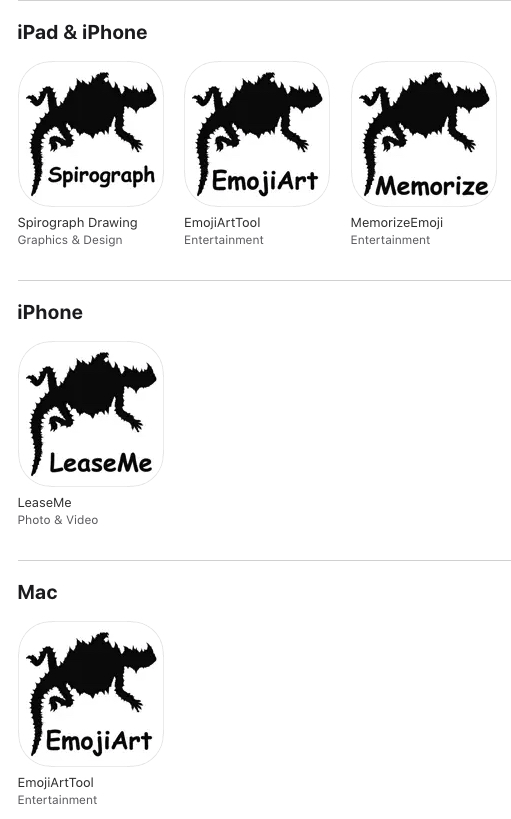 iPad & iPhone
Spirograph
EmojiArt
Memorize
Spirograph Drawing
Graphics & Design
EmojiArtTool
Entertainment
MemorizeEmoji
Entertainment
iPhone
LeaseMe
LeaseMe
Photo & Video
Mac
EmojiArt
EmojiArtTool
Entertainment